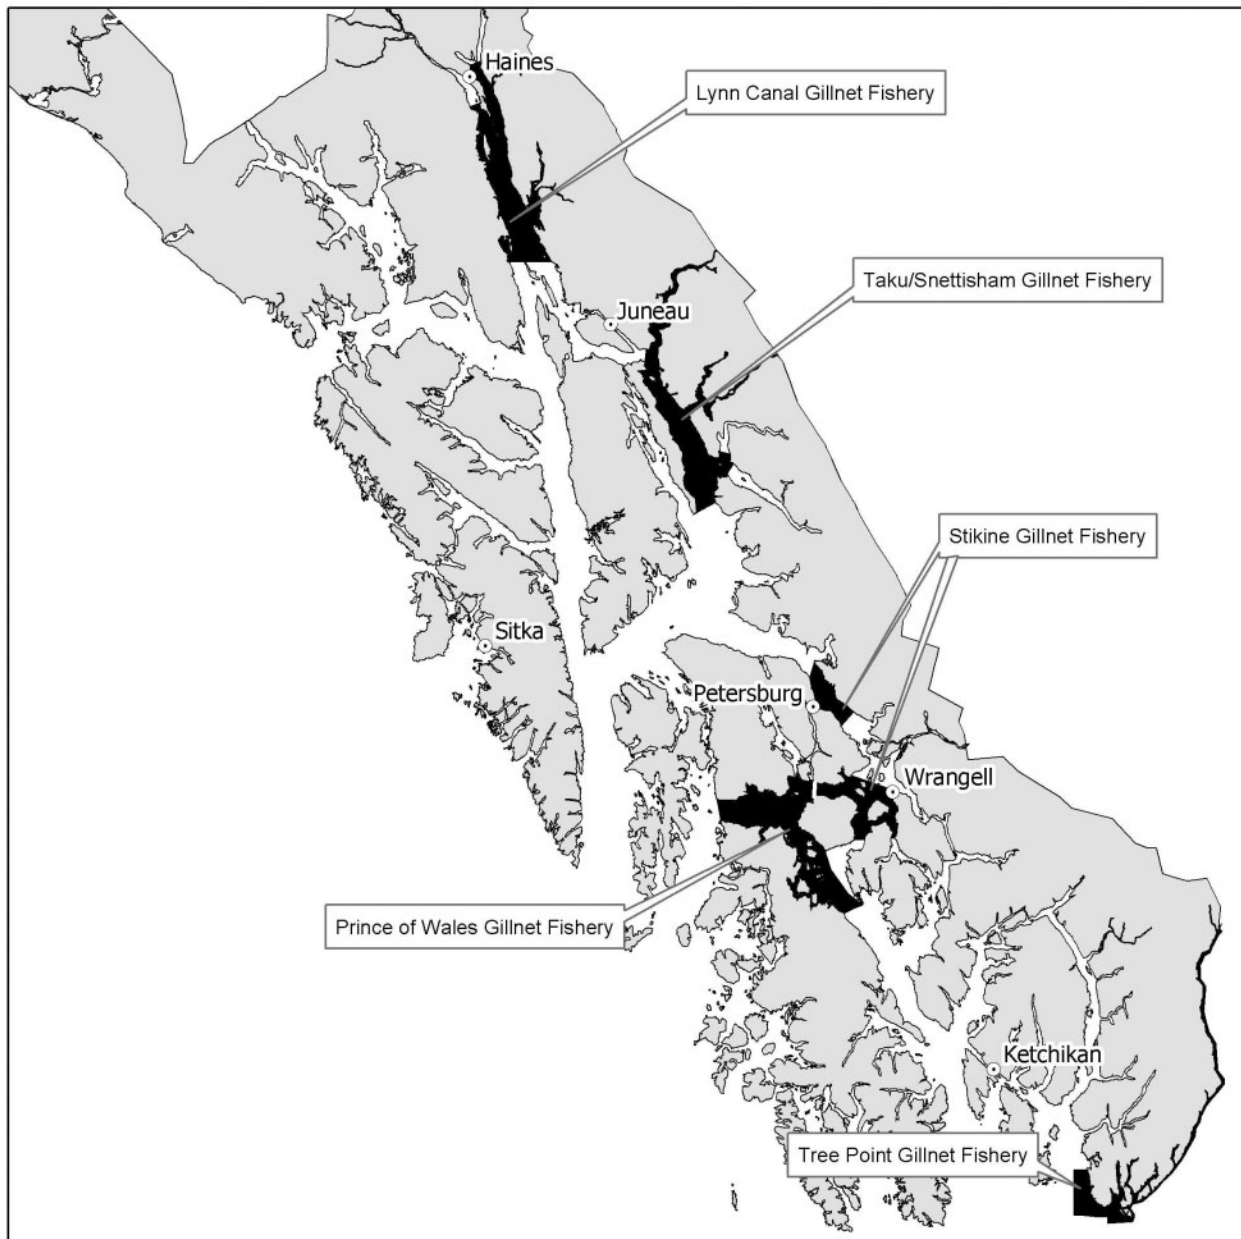 Haines
Lynn Canal Gillnet Fishery
Taku/Snettisham Gillnet Fishery
Juneau
Stikine Gillnet Fishery
Sitka
Petersburg
Wrangell
Prince of Wales Gillnet Fishery
Ketchikan
Tree Point Gillnet Fishery